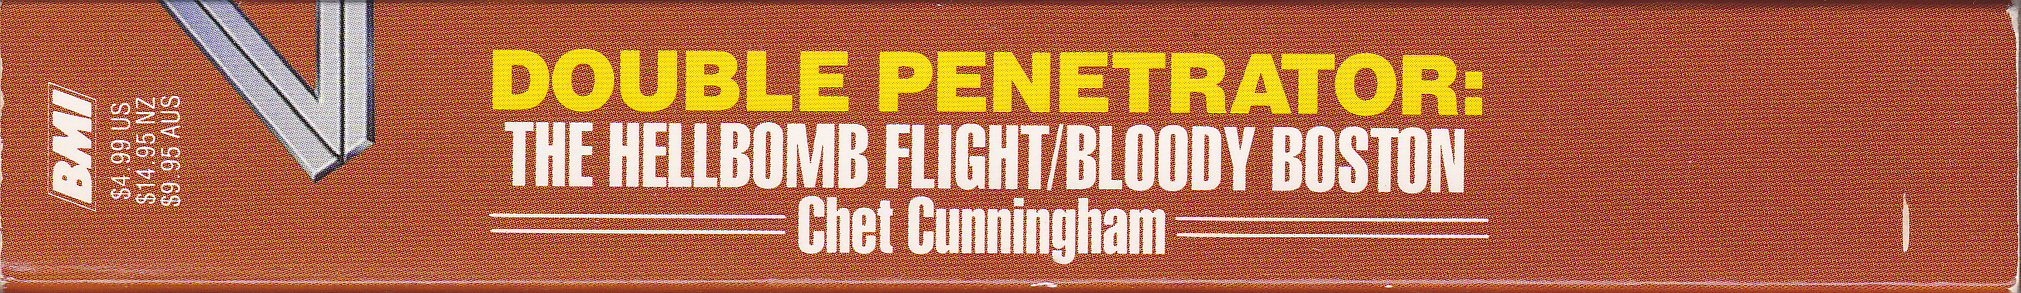 BMI
$4.99 US
$14.95 NZ
$9.95 AUS
DOUBLE PENETRATOR:
THE HELLBOMB FLIGHT/BLOODY BOSTON
Chet Cunningham